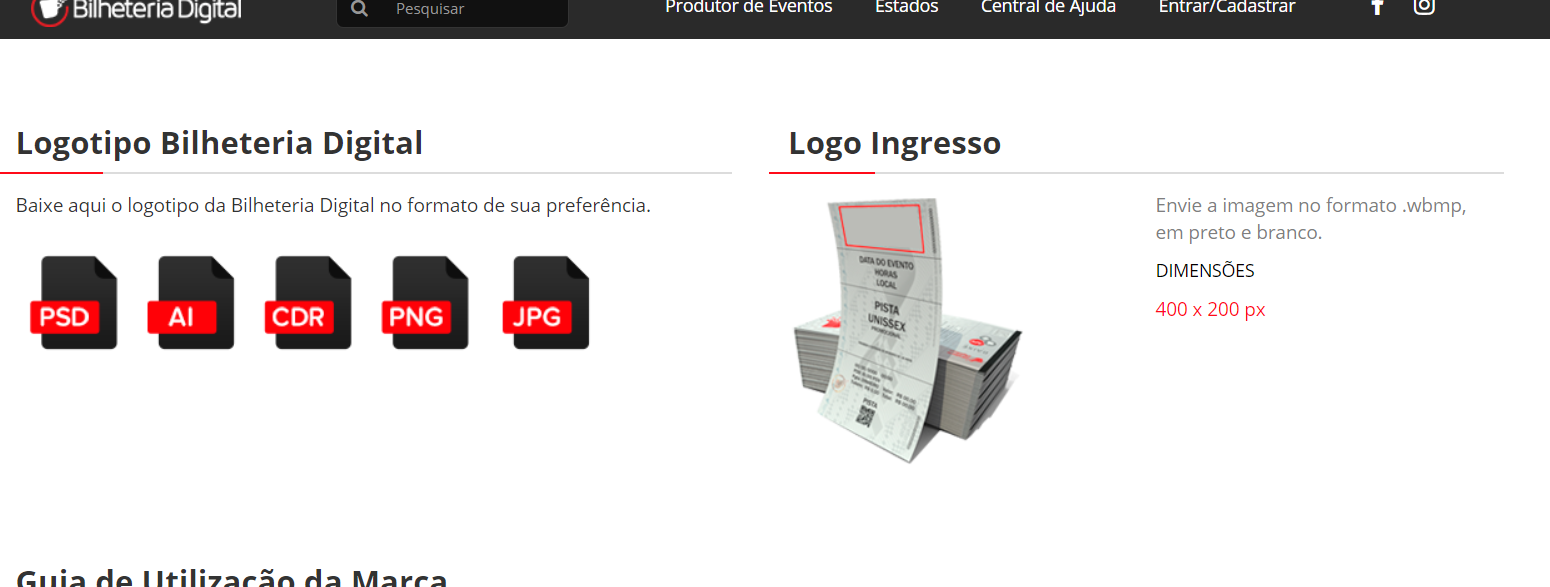 Bilheteria Digital
Pesquisar
Produtor de Eventos
Estados
Central de Ajuda
Entrar/Cadastrar
Logotipo Bilheteria Digital
Baixe aqui o logotipo da Bilheteria Digital no formato de sua preferência.
PSD
AI
CDR
PNG
JPG
Logo Ingresso
DATA DO EVENTO
HORAS
LOCAL
PISTA
UNISSEX
PROMOCIONAL
PISTA
Envie a imagem no formato .wbmp,
em preto e branco.
DIMENSÕES
400 x 200 px
Guia de Utilização da Marca